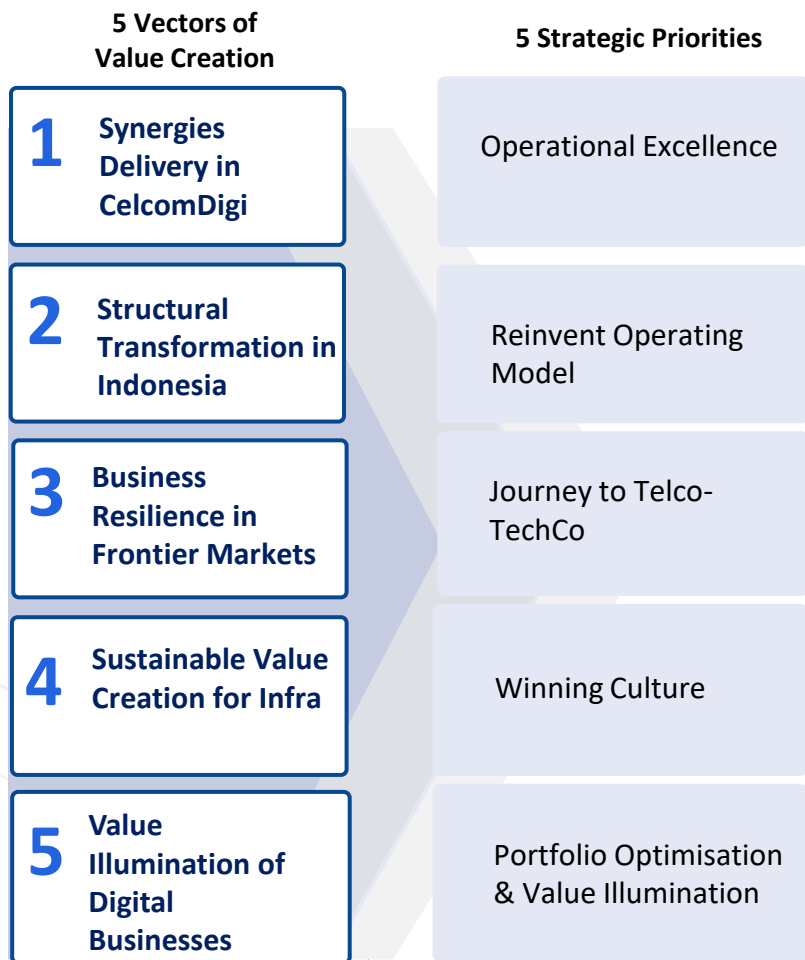 5 Vectors of
Value Creation
5 Strategic Priorities
1
Synergies
Delivery in
CelcomDigi
Operational Excellence
2
Structural
Transformation in
Indonesia
Reinvent Operating
Model
3
Business
Resilience in
Frontier Markets
Journey to Telco-
TechCo
4
Sustainable Value
Creation for Infra
Winning Culture
5
Value
Illumination of
Digital
Businesses
Portfolio Optimisation
& Value Illumination